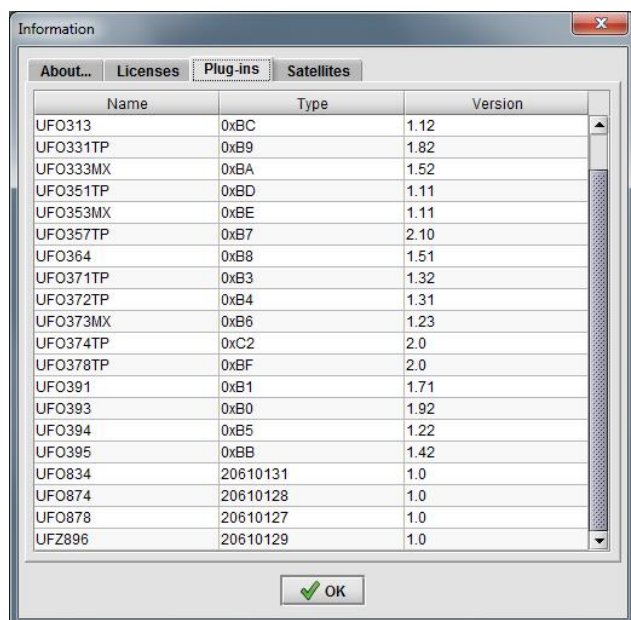 Information
About... Licenses Plug-ins Satellites
Name Type Version
UFO313 0xBC 1.12
UFO331TP 0xB9 1.82
UFO333MX 0xBA 1.52
UFO351TP 0xBD 1.11
UFO353MX 0xBE 1.11
UFO357TP 0xB7 2.10
UFO364 0xB8 1.51
UFO371TP 0xB3 1.32
UFO372TP 0xB4 1.31
UFO373MX 0xB6 1.23
UFO374TP 0xC2 2.0
UFO378TP 0xBF 2.0
UFO391 0xB1 1.71
UFO393 0xB0 1.92
UFO394 0xB5 1.22
UFO395 0xBB 1.42
UFO834 20610131 1.0
UFO874 20610128 1.0
UFO878 20610127 1.0
UFZ896 20610129 1.0
OK